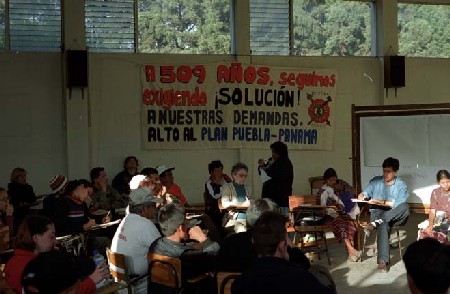 A 509 AÑOS, seguimos
exigiendo ¡SOLUCIÓN!
A NUESTRAS DEMANDAS.
ALTO AL PLAN PUEBLA-PANAMA